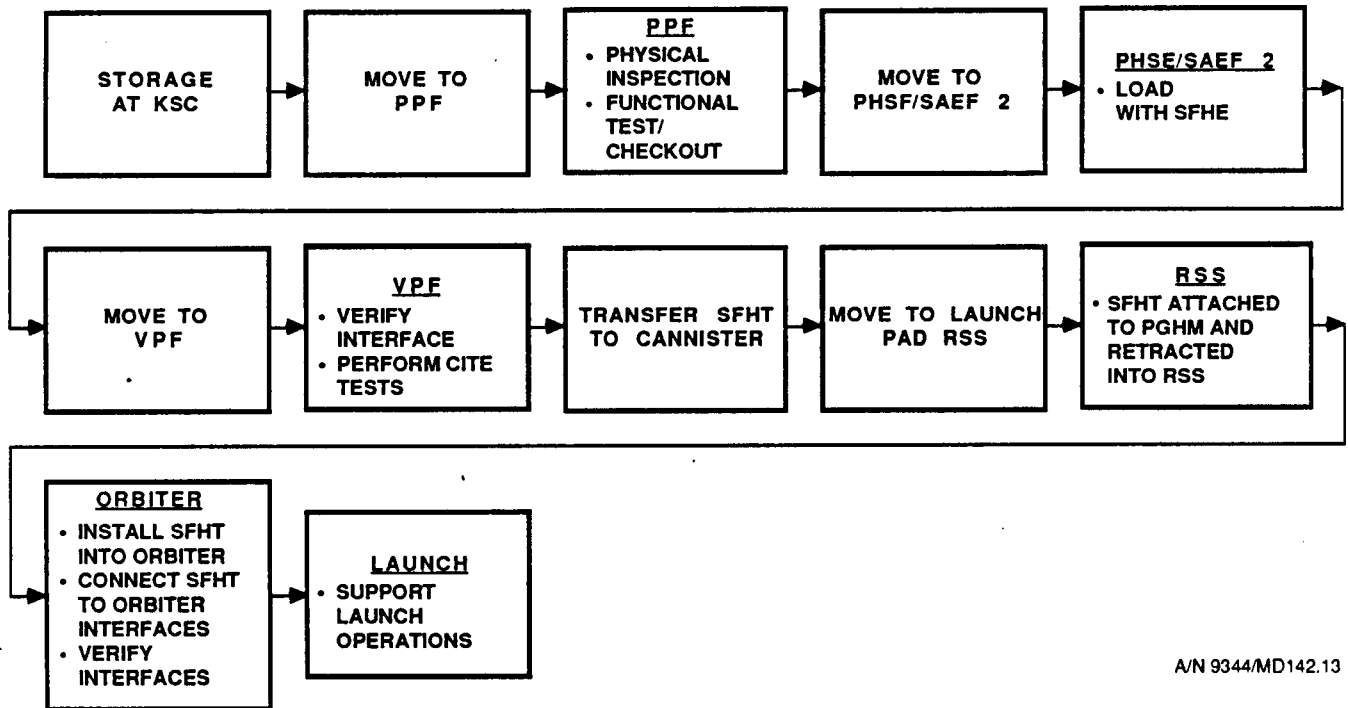 STORAGE
AT KSC
MOVE TO
PPF
PPF
• PHYSICAL
INSPECTION
• FUNCTIONAL
TEST/
CHECKOUT
MOVE TO
PHSF/SAEF 2
PHSE/SAEF 2
• LOAD
WITH SFHE
MOVE TO
VPF
VPF
• VERIFY
INTERFACE
• PERFORM CITE
TESTS
TRANSFER SFHT
TO CANNISTER
MOVE TO LAUNCH
PAD RSS
RSS
• SFHT ATTACHED
TO PGHM AND
RETRACTED
INTO RSS
ORBITER
• INSTALL SFHT
INTO ORBITER
• CONNECT SFHT
TO ORBITER
INTERFACES
• VERIFY
INTERFACES
LAUNCH
• SUPPORT
LAUNCH
OPERATIONS
A/N 9344/MD142.13